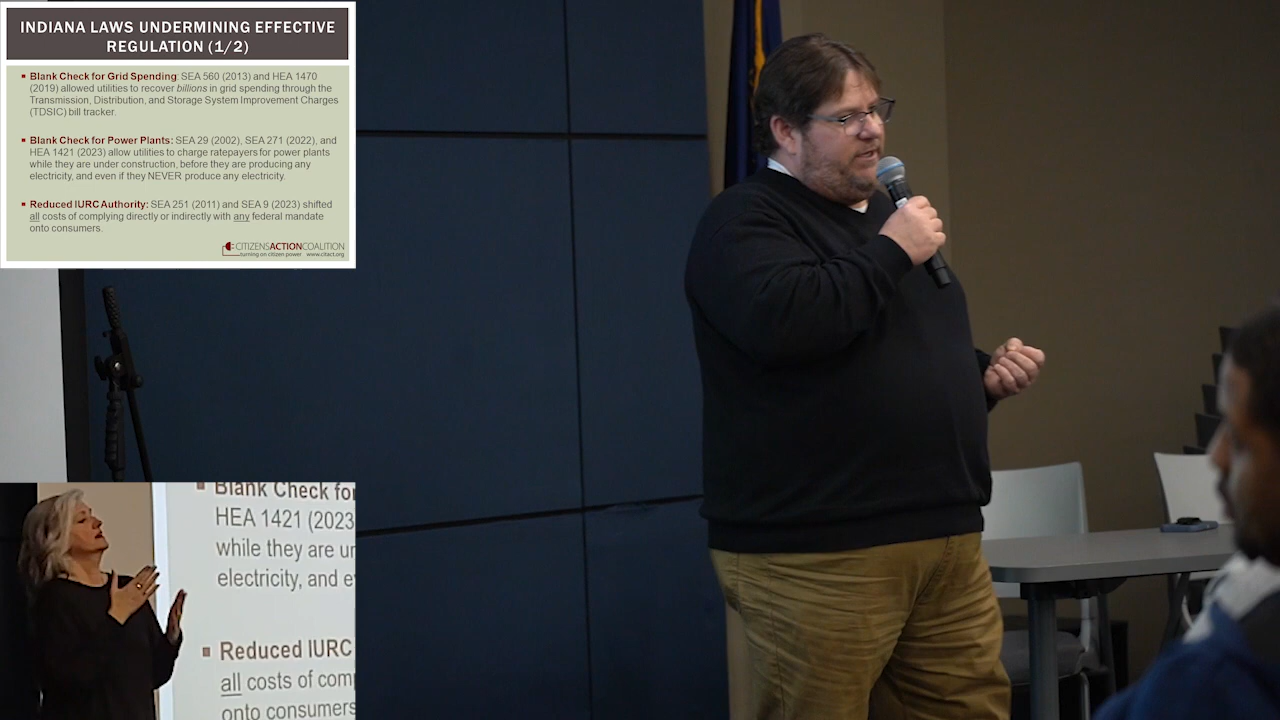 INDIANA LAWS UNDERMINING EFFECTIVE
REGULATION (1/2)
▪ Blank Check for Grid Spending: SEA 560 (2013) and HEA 1470
(2019) allowed utilities to recover billions in grid spending through the
Transmission, Distribution, and Storage System Improvement Charges
(TDSIC) bill tracker.
▪ Blank Check for Power Plants: SEA 29 (2002), SEA 271 (2022), and
HEA 1421 (2023) allow utilities to charge ratepayers for power plants
while they are under construction, before they are producing any
electricity, and even if they NEVER produce any electricity.
▪ Reduced IURC Authority: SEA 251 (2011) and SEA 9 (2023) shifted
all costs of complying directly or indirectly with any federal mandate
onto consumers.
CITIZENSACTIONCOALITION
turning on citizen power www.citact.org
▪ Blank Check for
HEA 1421 (2023
while they are un
electricity, and e
▪ Reduced IURC
all costs of com
onto consumers